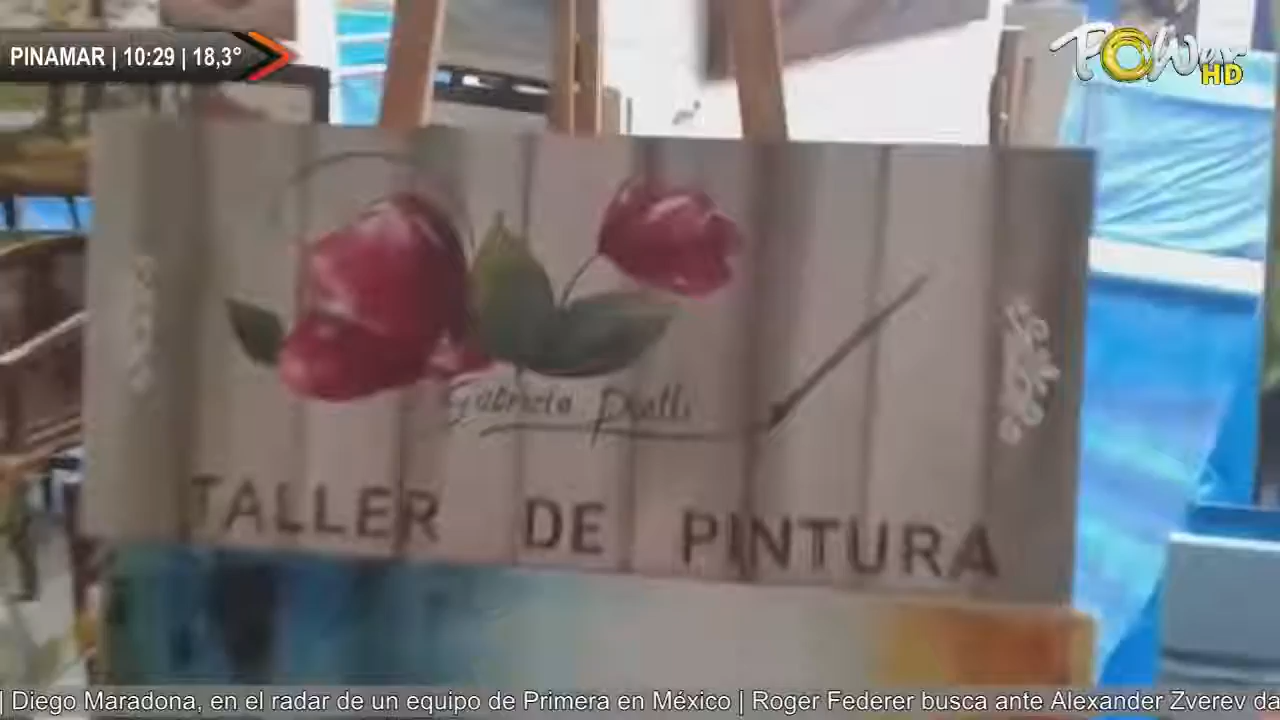 PINAMAR | 10:29 | 18,3°
POWer HD
Gabriela
TALLER DE PINTURA
| Diego Maradona, en el radar de un equipo de Primera en México | Roger Federer busca ante Alexander Zverev da